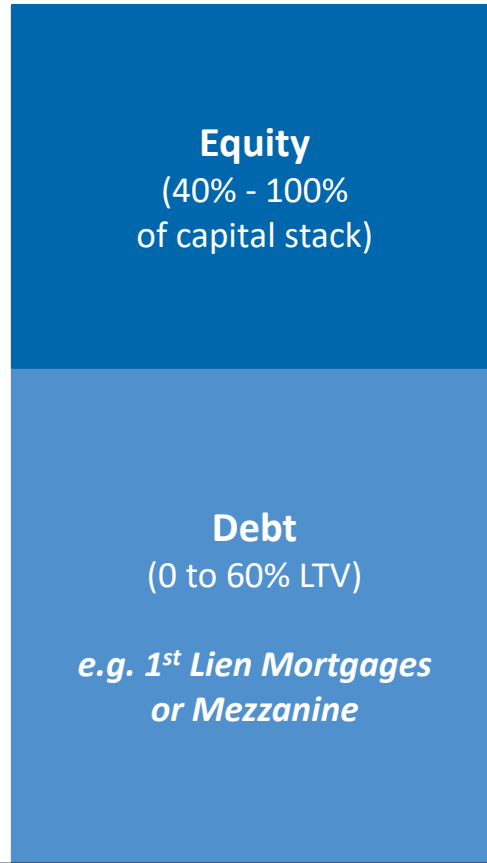 Equity
(40% - 100%
of capital stack)
Debt
(0 to 60% LTV)
e.g. 1st Lien Mortgages
or Mezzanine